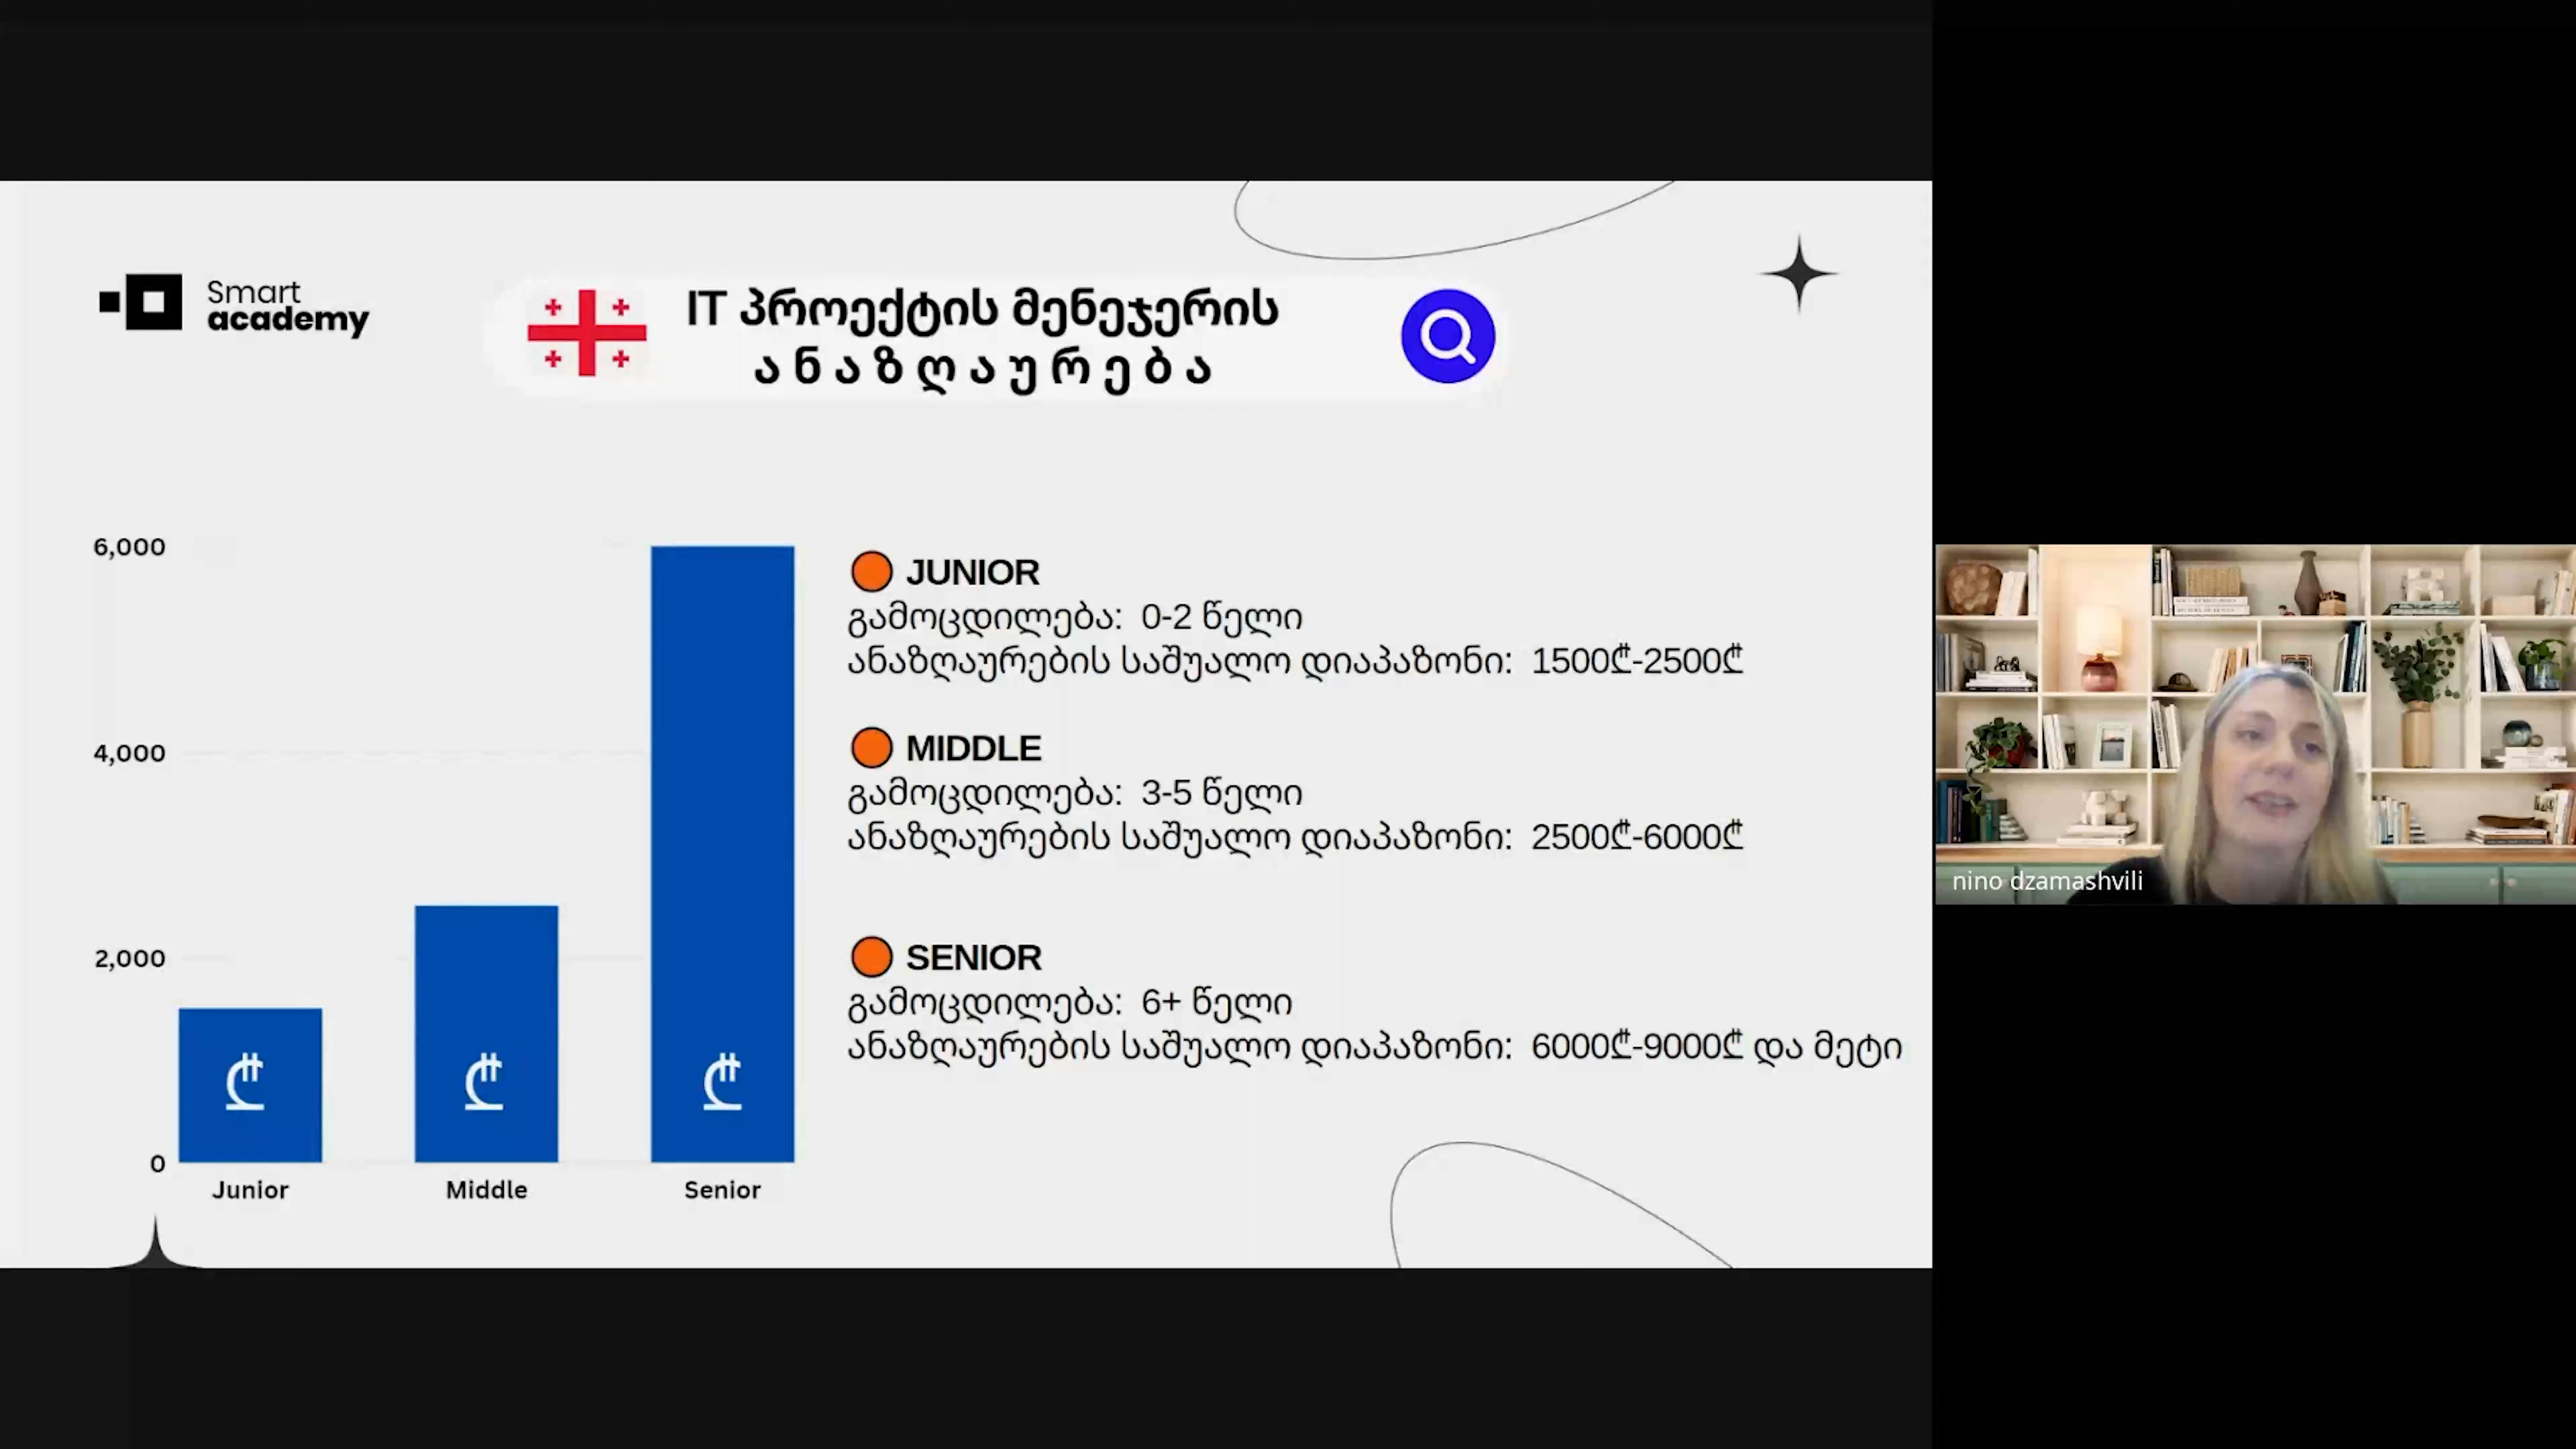 Smart
academy
IT პროექტის მენეჯერის
ანაზღაურება
6,000
4,000
2,000
0
₾
₾
₾
Junior
Middle
Senior
JUNIOR
გამოცდილება: 0-2 წელი
ანაზღაურების საშუალო დიაპაზონი: 1500₾-2500₾
MIDDLE
გამოცდილება: 3-5 წელი
ანაზღაურების საშუალო დიაპაზონი: 2500₾-6000₾
SENIOR
გამოცდილება: 6+ წელი
ანაზღაურების საშუალო დიაპაზონი: 6000₾-9000₾ და მეტი
nino dzamashvili